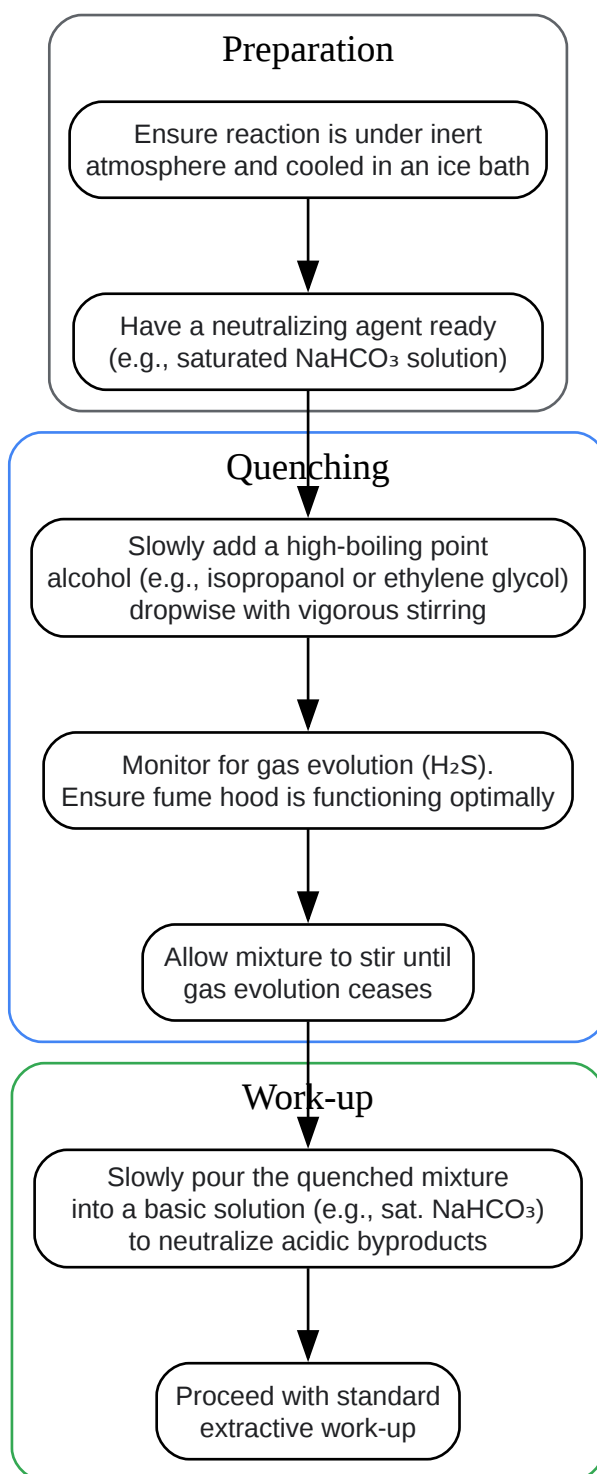 Preparation
Ensure reaction is under inert
atmosphere and cooled in an ice bath
Have a neutralizing agent ready
(e.g., saturated NaHCO₃ solution)
Quenching
Slowly add a high-boiling point
alcohol (e.g., isopropanol or ethylene glycol)
dropwise with vigorous stirring
Monitor for gas evolution (H₂S).
Ensure fume hood is functioning optimally
Allow mixture to stir until
gas evolution ceases
Work-up
Slowly pour the quenched mixture
into a basic solution (e.g., sat. NaHCO₃)
to neutralize acidic byproducts
Proceed with standard
extractive work-up